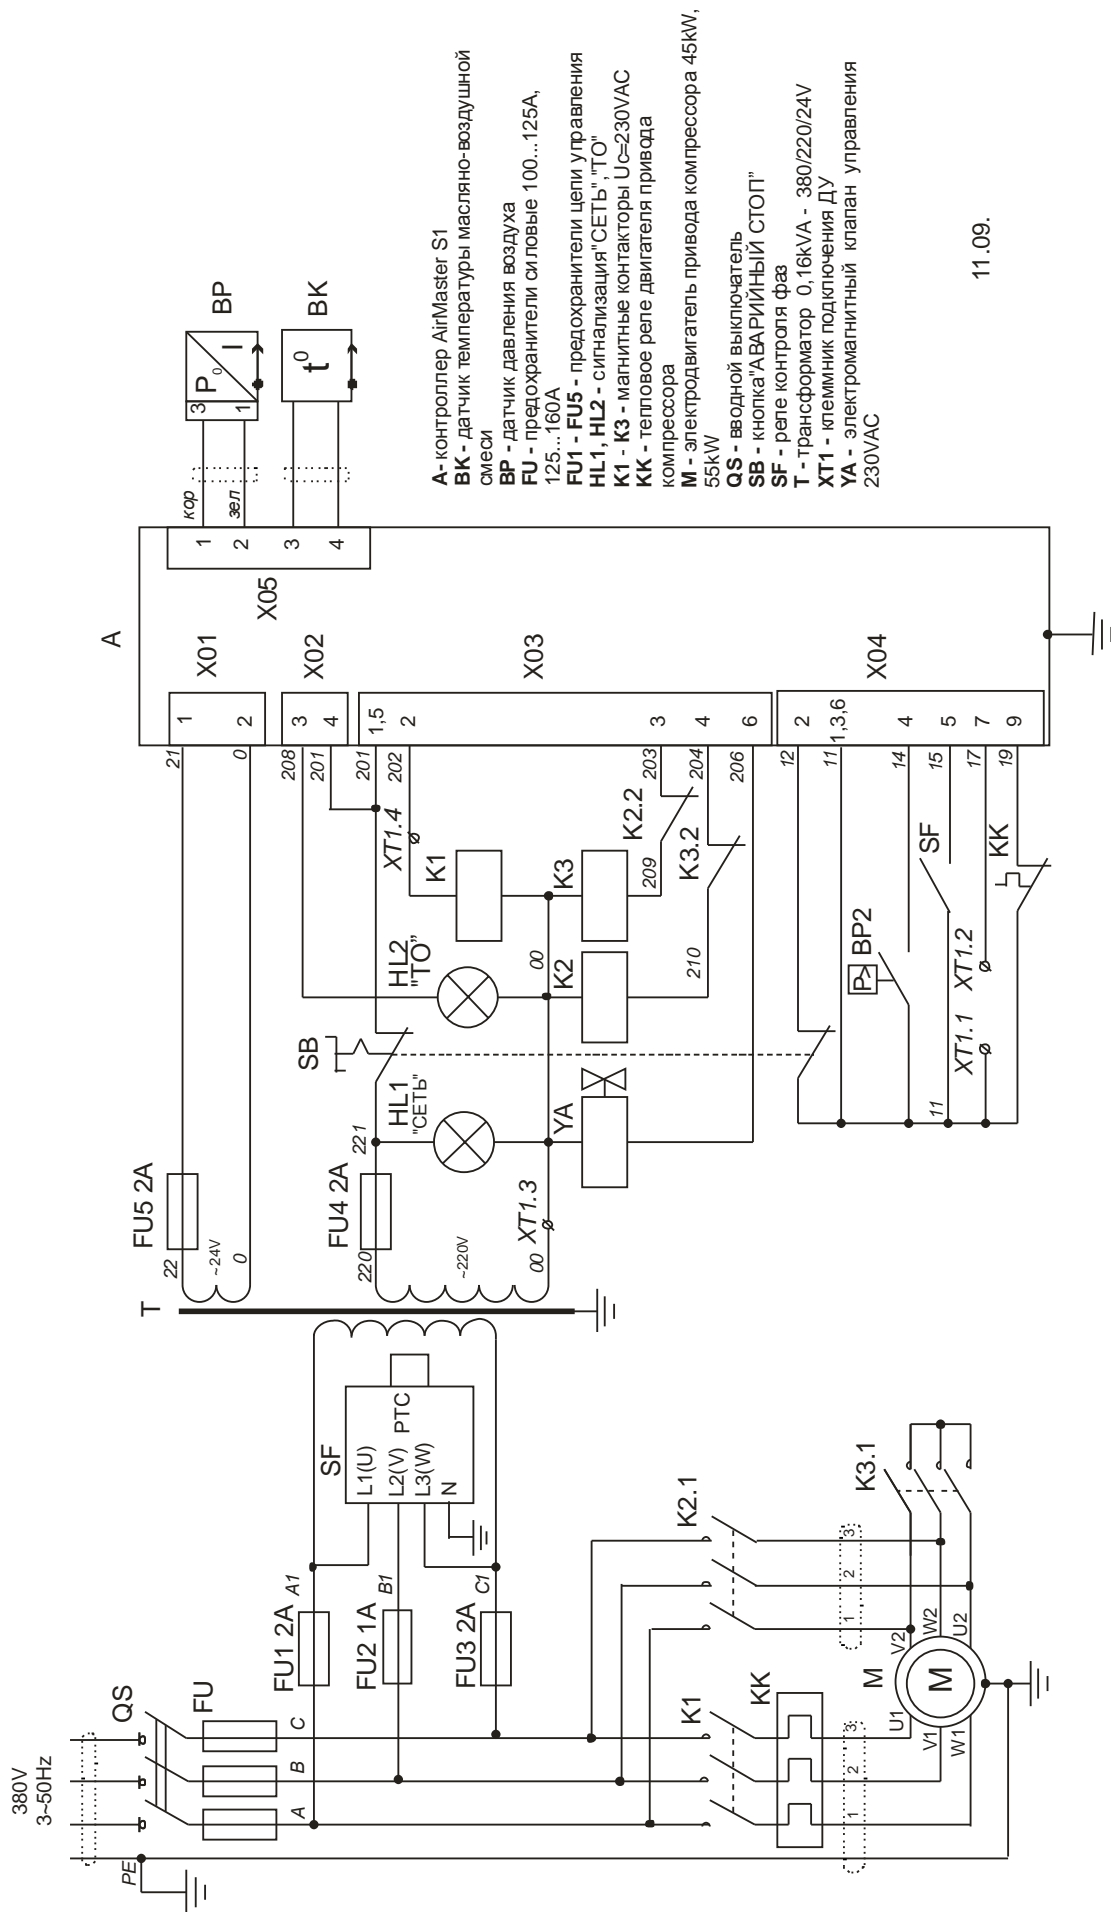 380V
3~50Hz
PE
QS
FU
A
B
C
FU1 2A
FU2 1A
FU3 2A
A1
B1
C1
SF
L1(U)
L2(V)
L3(W)
N
PTC
K1
KK
K2.1
K3.1
1
2
3
1
2
3
M
M
U1
V1
W1
V2
W2
U2
T
22
FU5 2A
21
~24V
0
0
220
FU4 2A
221
~220V
00
XT1.3
HL1
"СЕТЬ"
SB
HL2
"ТО"
YA
K2
00
K1
K3
XT1.4
209
210
K2.2
K3.2
208
201
201
202
203
204
206
12
11
14
15
17
19
P>
BP2
SF
XT1.1
XT1.2
11
KK
A
X01
1
2
X02
3
4
X03
1,5
2
3
4
6
X04
2
1,3,6
4
5
7
9
X05
1
2
3
4
кор
зел
3
1
P0
I
BP
t0
BK
A - контроллер AirMaster S1
BK - датчик температуры масляно-воздушной
смеси
BP - датчик давления воздуха
FU - предохранители силовые 100...125A,
125...160A
FU1 - FU5 - предохранители цепи управления
HL1, HL2 - сигнализация"СЕТЬ","ТО"
K1 - K3 - магнитные контакторы Uc=230VAC
KK - тепловое реле двигателя привода
компрессора
M - электродвигатель привода компрессора 45kW,
55kW
QS - вводной выключатель
SB - кнопка"АВАРИЙНЫЙ СТОП"
SF - реле контроля фаз
T - трансформатор 0,16kVA - 380/220/24V
XT1 - клеммник подключения ДУ
YA - электромагнитный клапан управления
230VAC
11.09.